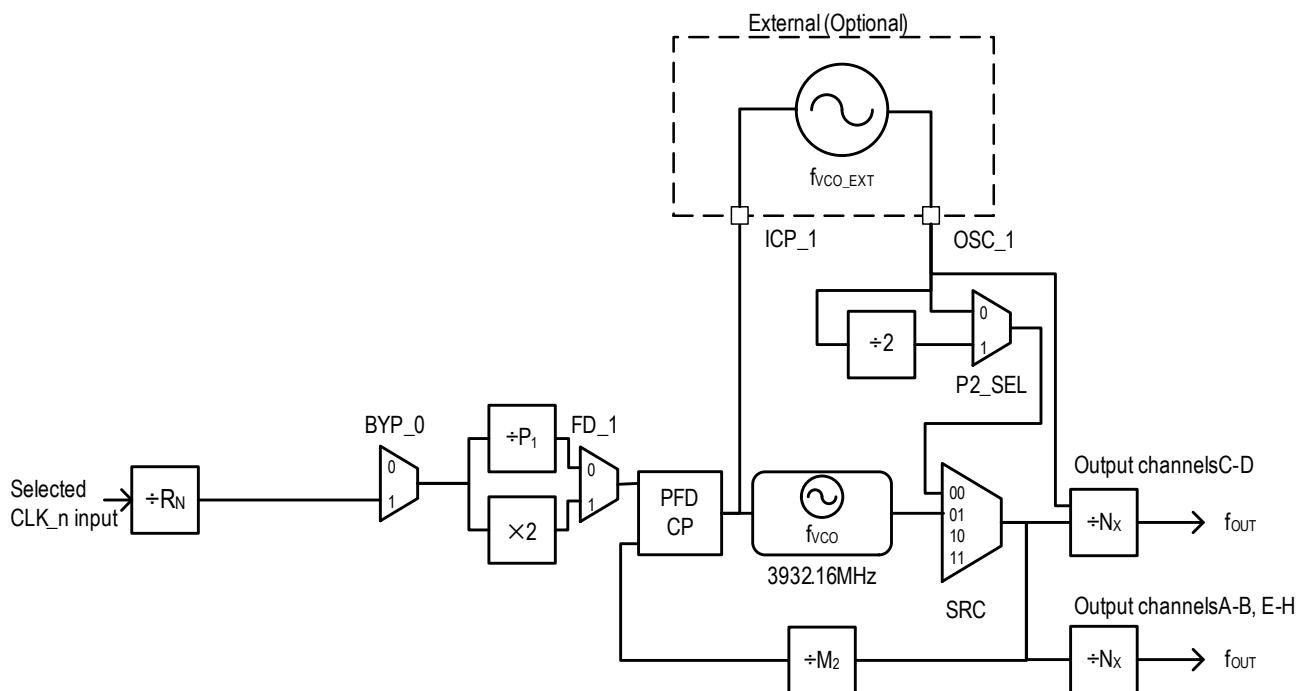 External (Optional)
fVCO_EXT
ICP_1
OSC_1
0
÷2
1
P2_SEL
BYP_0
÷P1
FD_1
0
0
Selected
CLK_n input
÷RN
1
1
×2
PFD
CP
fVCO
3932.16MHz
00
01
10
11
SRC
Output channelsC-D
÷NX
fOUT
Output channelsA-B, E-H
÷M2
÷NX
fOUT